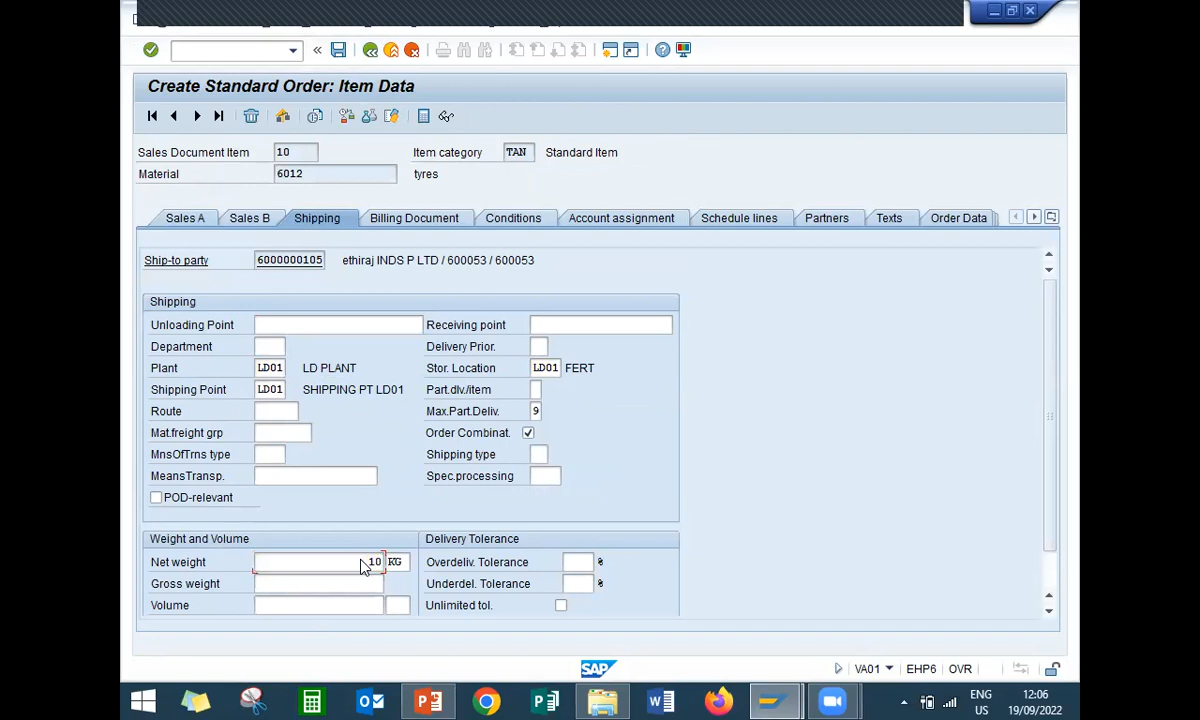 Create Standard Order: Item Data
Sales Document Item 10 Item category TAN Standard Item
Material 6012 tyres
Sales A Sales B Shipping Billing Document Conditions Account assignment Schedule lines Partners Texts Order Data
Ship-to party 6000000105 ethiraj INDS P LTD / 600053 / 600053
Shipping
Unloading Point Receiving point
Department Delivery Prior.
Plant LD01 LD PLANT Stor. Location LD01 FERT
Shipping Point LD01 SHIPPING PT LD01 Part.dlv./item
Route Max.Part.Deliv. 9
Mat.freight grp Order Combinat.
MnsOfTrns type Shipping type
MeansTransp. Spec.processing
POD-relevant
Weight and Volume Delivery Tolerance
Net weight 10 KG Overdeliv. Tolerance %
Gross weight Underdel. Tolerance %
Volume Unlimited tol.
SAP VA01 EHP6 OVR
ENG 12:06
US 19/09/2022